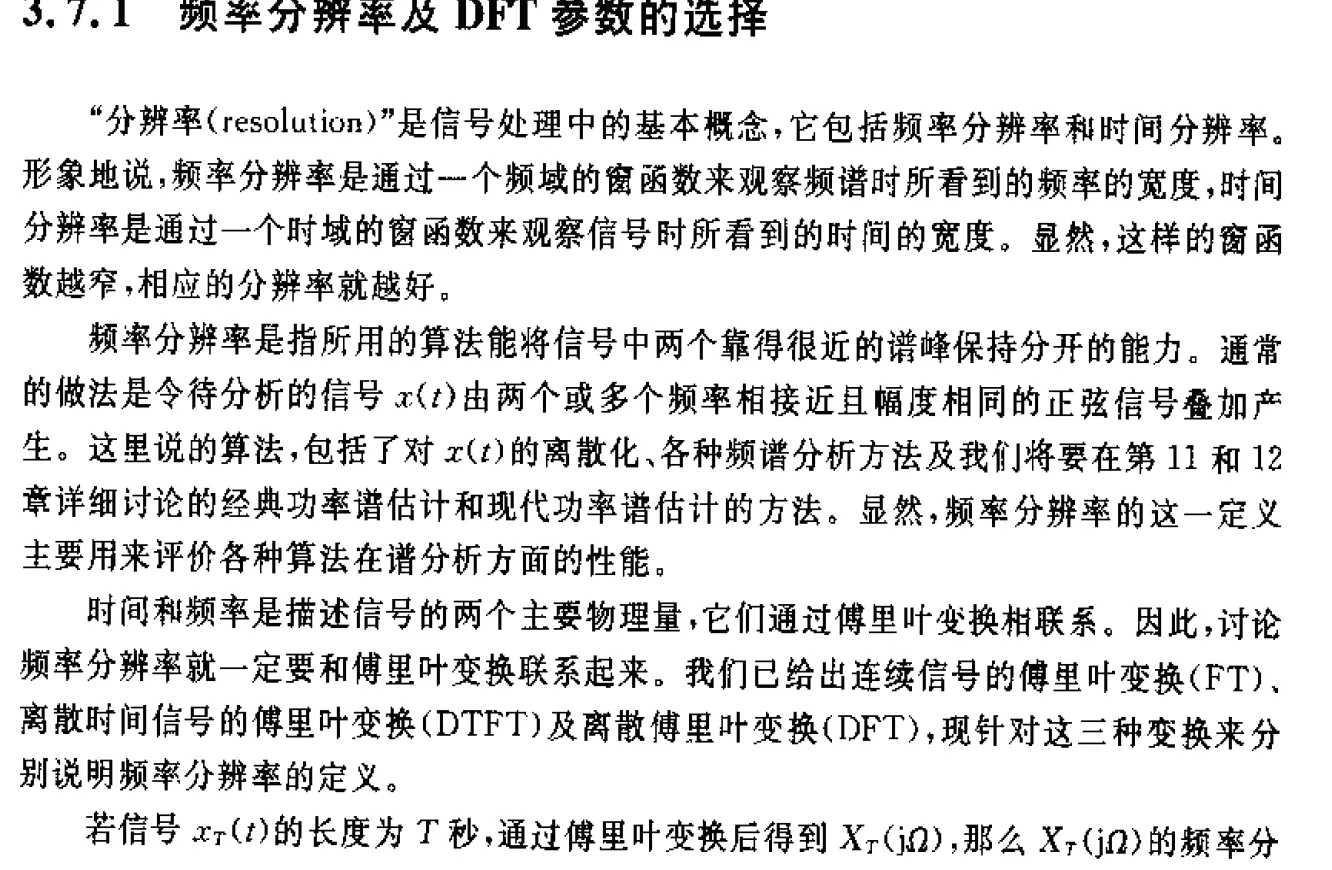 3.7.1 频率分辨率及 DFT 参数的选择
“分辨率(resolution)”是信号处理中的基本概念,它包括频率分辨率和时间分辨率。
形象地说,频率分辨率是通过一个频域的窗函数来观察频谱时所看到的频率的宽度,时间
分辨率是通过一个时域的窗函数来观察信号时所看到的时间的宽度。显然,这样的窗函
数越窄,相应的分辨率就越好。
频率分辨率是指所用的算法能将信号中两个靠得很近的谱峰保持分开的能力。通常
的做法是令待分析的信号 x(t)由两个或多个频率相接近且幅度相同的正弦信号叠加产
生。这里说的算法,包括了对 x(t)的离散化、各种频谱分析方法及我们将要在第 11 和 12
章详细讨论的经典功率谱估计和现代功率谱估计的方法。显然,频率分辨率的这一定义
主要用来评价各种算法在谱分析方面的性能。
时间和频率是描述信号的两个主要物理量,它们通过傅里叶变换相联系。因此,讨论
频率分辨率就一定要和傅里叶变换联系起来。我们已给出连续信号的傅里叶变换(FT)、
离散时间信号的傅里叶变换(DTFT)及离散傅里叶变换(DFT),现针对这三种变换来分
别说明频率分辨率的定义。
若信号 x_T(t)的长度为 T 秒,通过傅里叶变换后得到 X_T(jΩ),那么 X_T(jΩ)的频率分